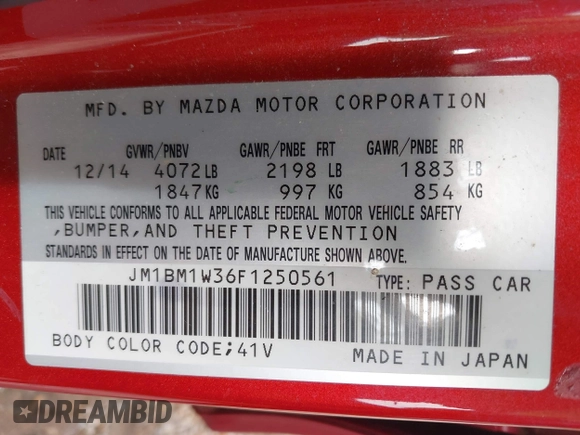 MFD. BY MAZDA MOTOR CORPORATION
DATE GVWR/PNBV GAWR/PNBE FRT GAWR/PNBE RR
12/14 4072 LB 2198 LB 1883 LB
1847 KG 997 KG 854 KG
THIS VEHICLE CONFORMS TO ALL APPLICABLE FEDERAL MOTOR VEHICLE SAFETY
,BUMPER,AND THEFT PREVENTION
STANDARDS IN EFFECT ON THE DATE OF MANUFACTURE SHOWN ABOVE.
JM1BM1W36F1250561 TYPE: PASS CAR
BODY COLOR CODE;41V MADE IN JAPAN
DREAMBID